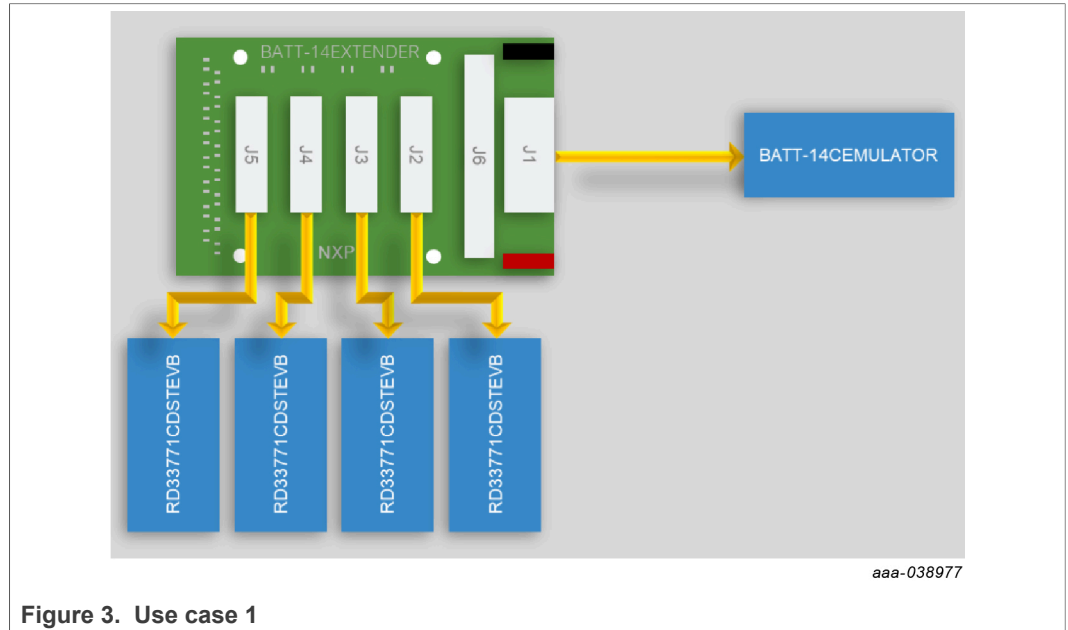 BATT-14EXTENDER
J5
J4
J3
J2
J6
J1
NXP
BATT-14CEMULATOR
RD33771CDSTEVB
RD33771CDSTEVB
RD33771CDSTEVB
RD33771CDSTEVB
aaa-038977
Figure 3. Use case 1